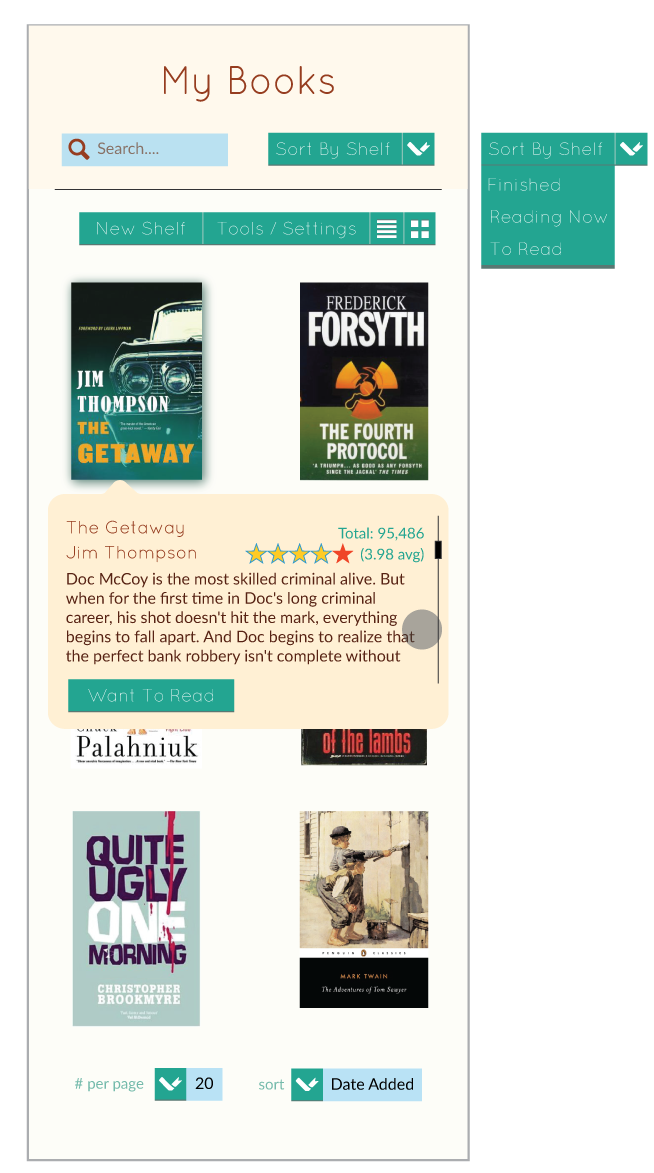 My Books
Search....
Sort By Shelf
Sort By Shelf
Finished
Reading Now
To Read
New Shelf
Tools / Settings
FOREWORD BY LAURA LIPPMAN
JIM
THOMPSON
THE
GETAWAY
FREDERICK
FORSYTH
THE FOURTH
PROTOCOL
'A TRIUMPH... AS GOOD AS ANY FORSYTH
SINCE THE JACKAL' THE TIMES
The Getaway
Jim Thompson
Total: 95,486
(3.98 avg)
Doc McCoy is the most skilled criminal alive. But
when for the first time in Doc's long criminal
career, his shot doesn't hit the mark, everything
begins to fall apart. And Doc begins to realize that
the perfect bank robbery isn't complete without
Want To Read
Palahniuk
of the lambs
QUITE
UGLY
ONE
MORNING
CHRISTOPHER
BROOKMYRE
PENGUIN CLASSICS
MARK TWAIN
The Adventures of Tom Sawyer
# per page
20
sort
Date Added